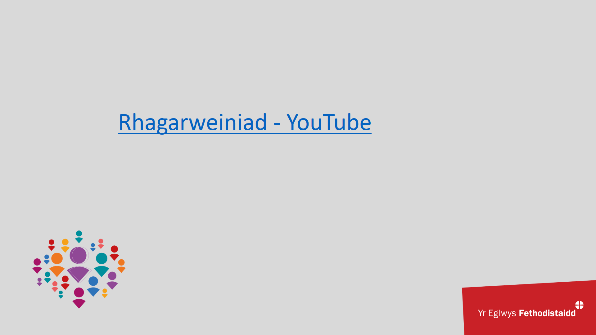 Rhagarweiniad - YouTube
Yr Eglwys Fethodistaidd